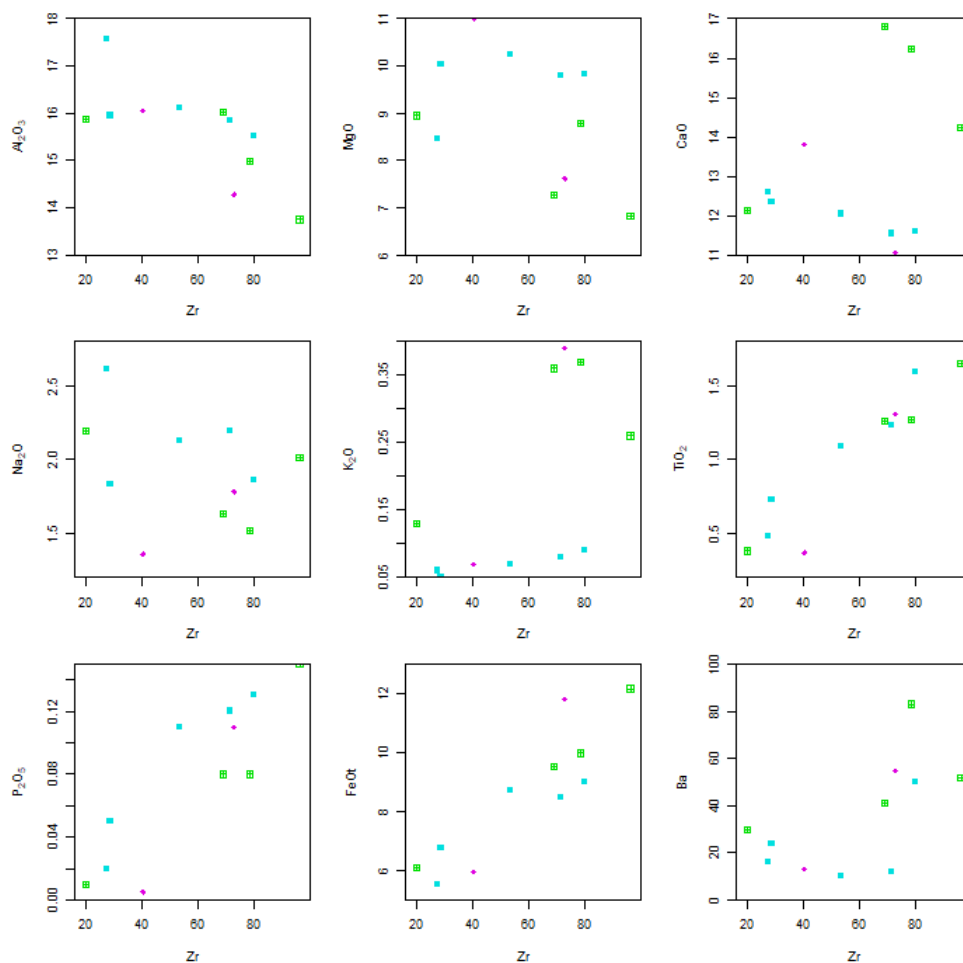 Al₂O₃
13 14 15 16 17 18
20 40 60 80
Zr
MgO
6 7 8 9 10 11
20 40 60 80
Zr
CaO
11 12 13 14 15 16 17
20 40 60 80
Zr
Na₂O
1.5 2.0 2.5
20 40 60 80
Zr
K₂O
0.05 0.15 0.25 0.35
20 40 60 80
Zr
TiO₂
0.5 1.0 1.5
20 40 60 80
Zr
P₂O₅
0.00 0.04 0.08 0.12
20 40 60 80
Zr
FeOt
6 8 10 12
20 40 60 80
Zr
Ba
0 20 40 60 80 100
20 40 60 80
Zr